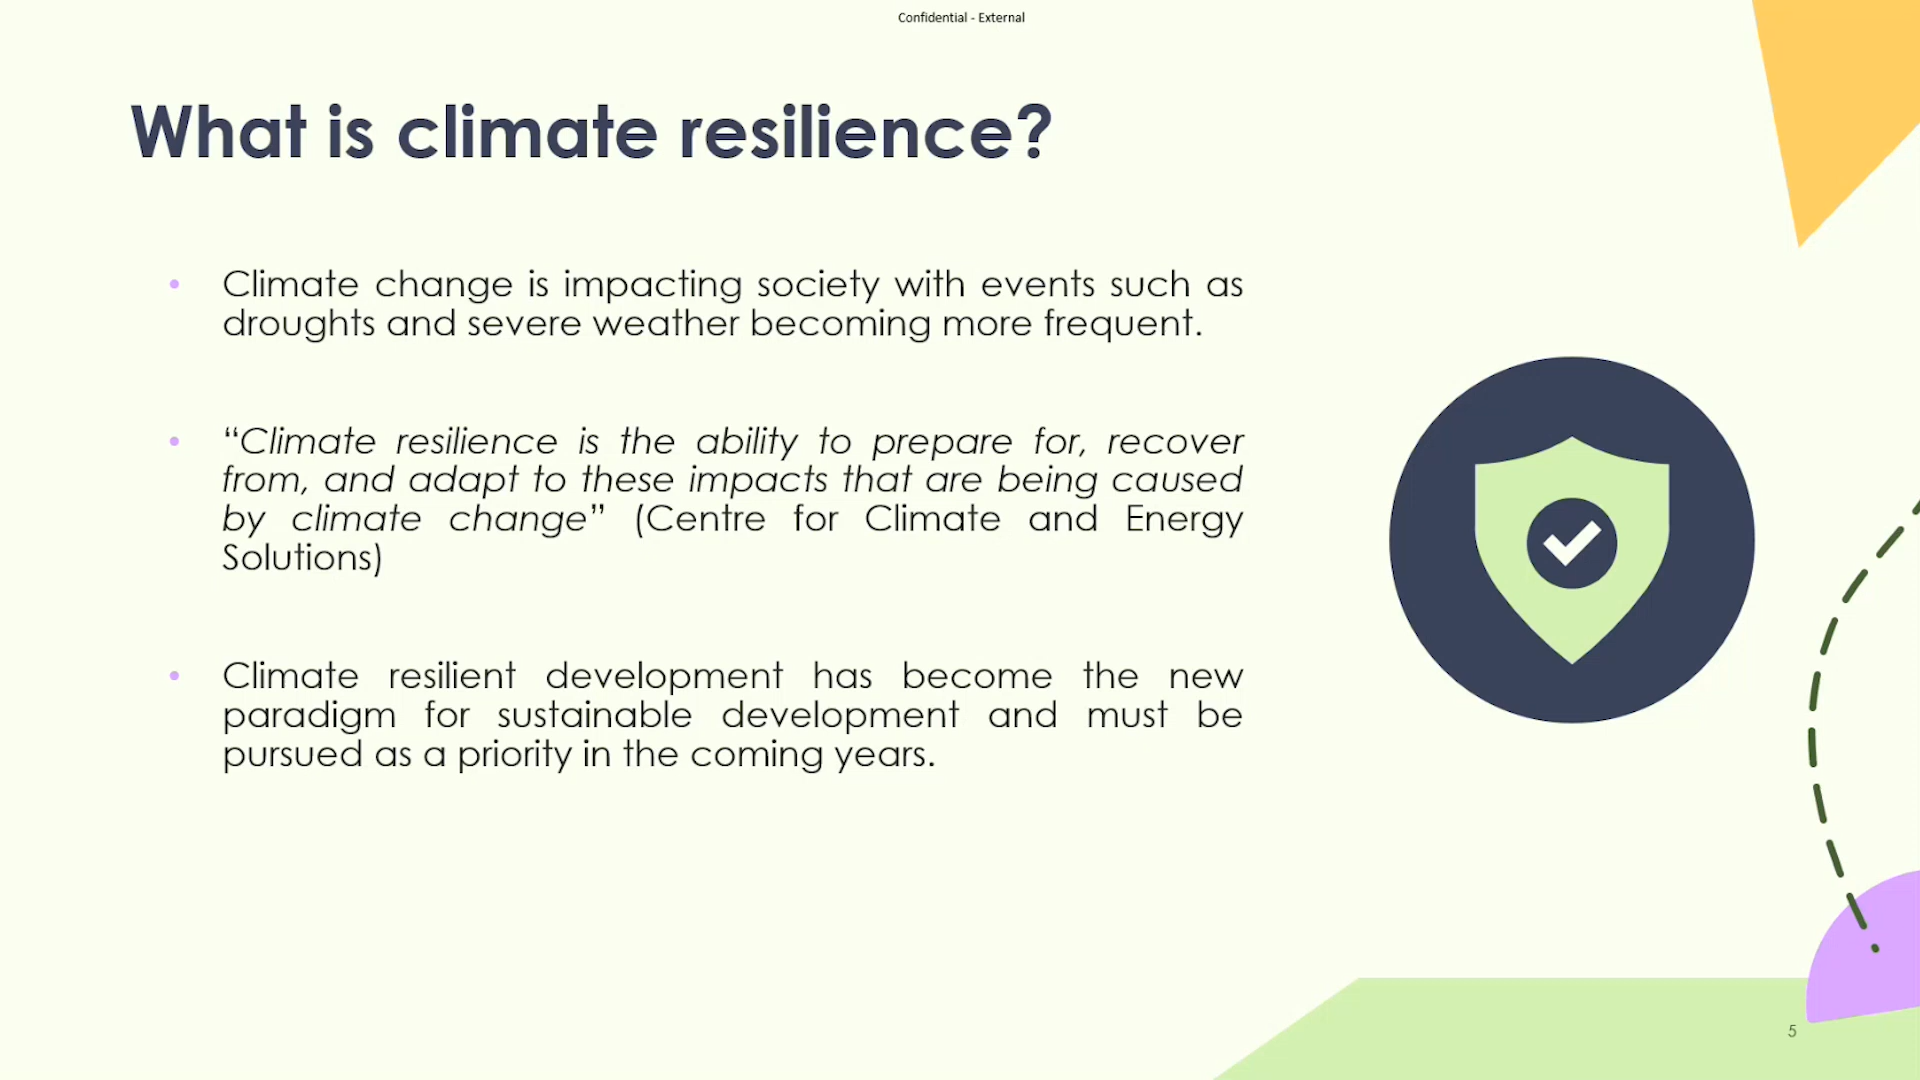 Confidential - External
What is climate resilience?
• Climate change is impacting society with events such as
droughts and severe weather becoming more frequent.
• “Climate resilience is the ability to prepare for, recover
from, and adapt to these impacts that are being caused
by climate change” (Centre for Climate and Energy
Solutions)
• Climate resilient development has become the new
paradigm for sustainable development and must be
pursued as a priority in the coming years.
5